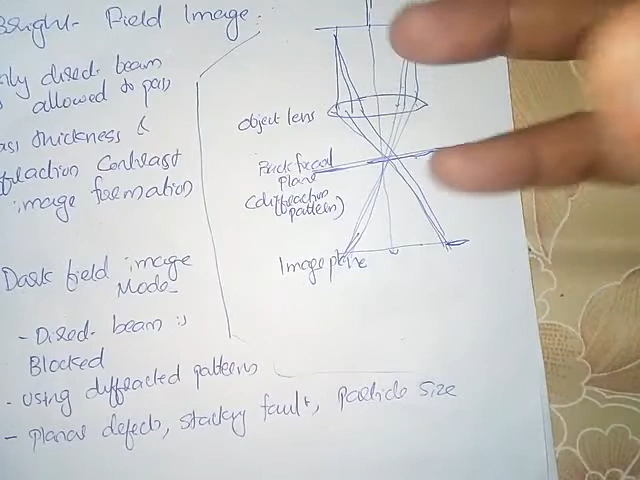 Bright- Field Image:
only direct beam
allowed to pass
mass thickness &
diffraction contrast
image formation
Object lens
Back focal
plane
(diffraction
pattern)
Image plane
Dark field image
Mode-
- Direct beam is
Blocked
- using diffracted patterns
- planar defects, stacking fault, particle size